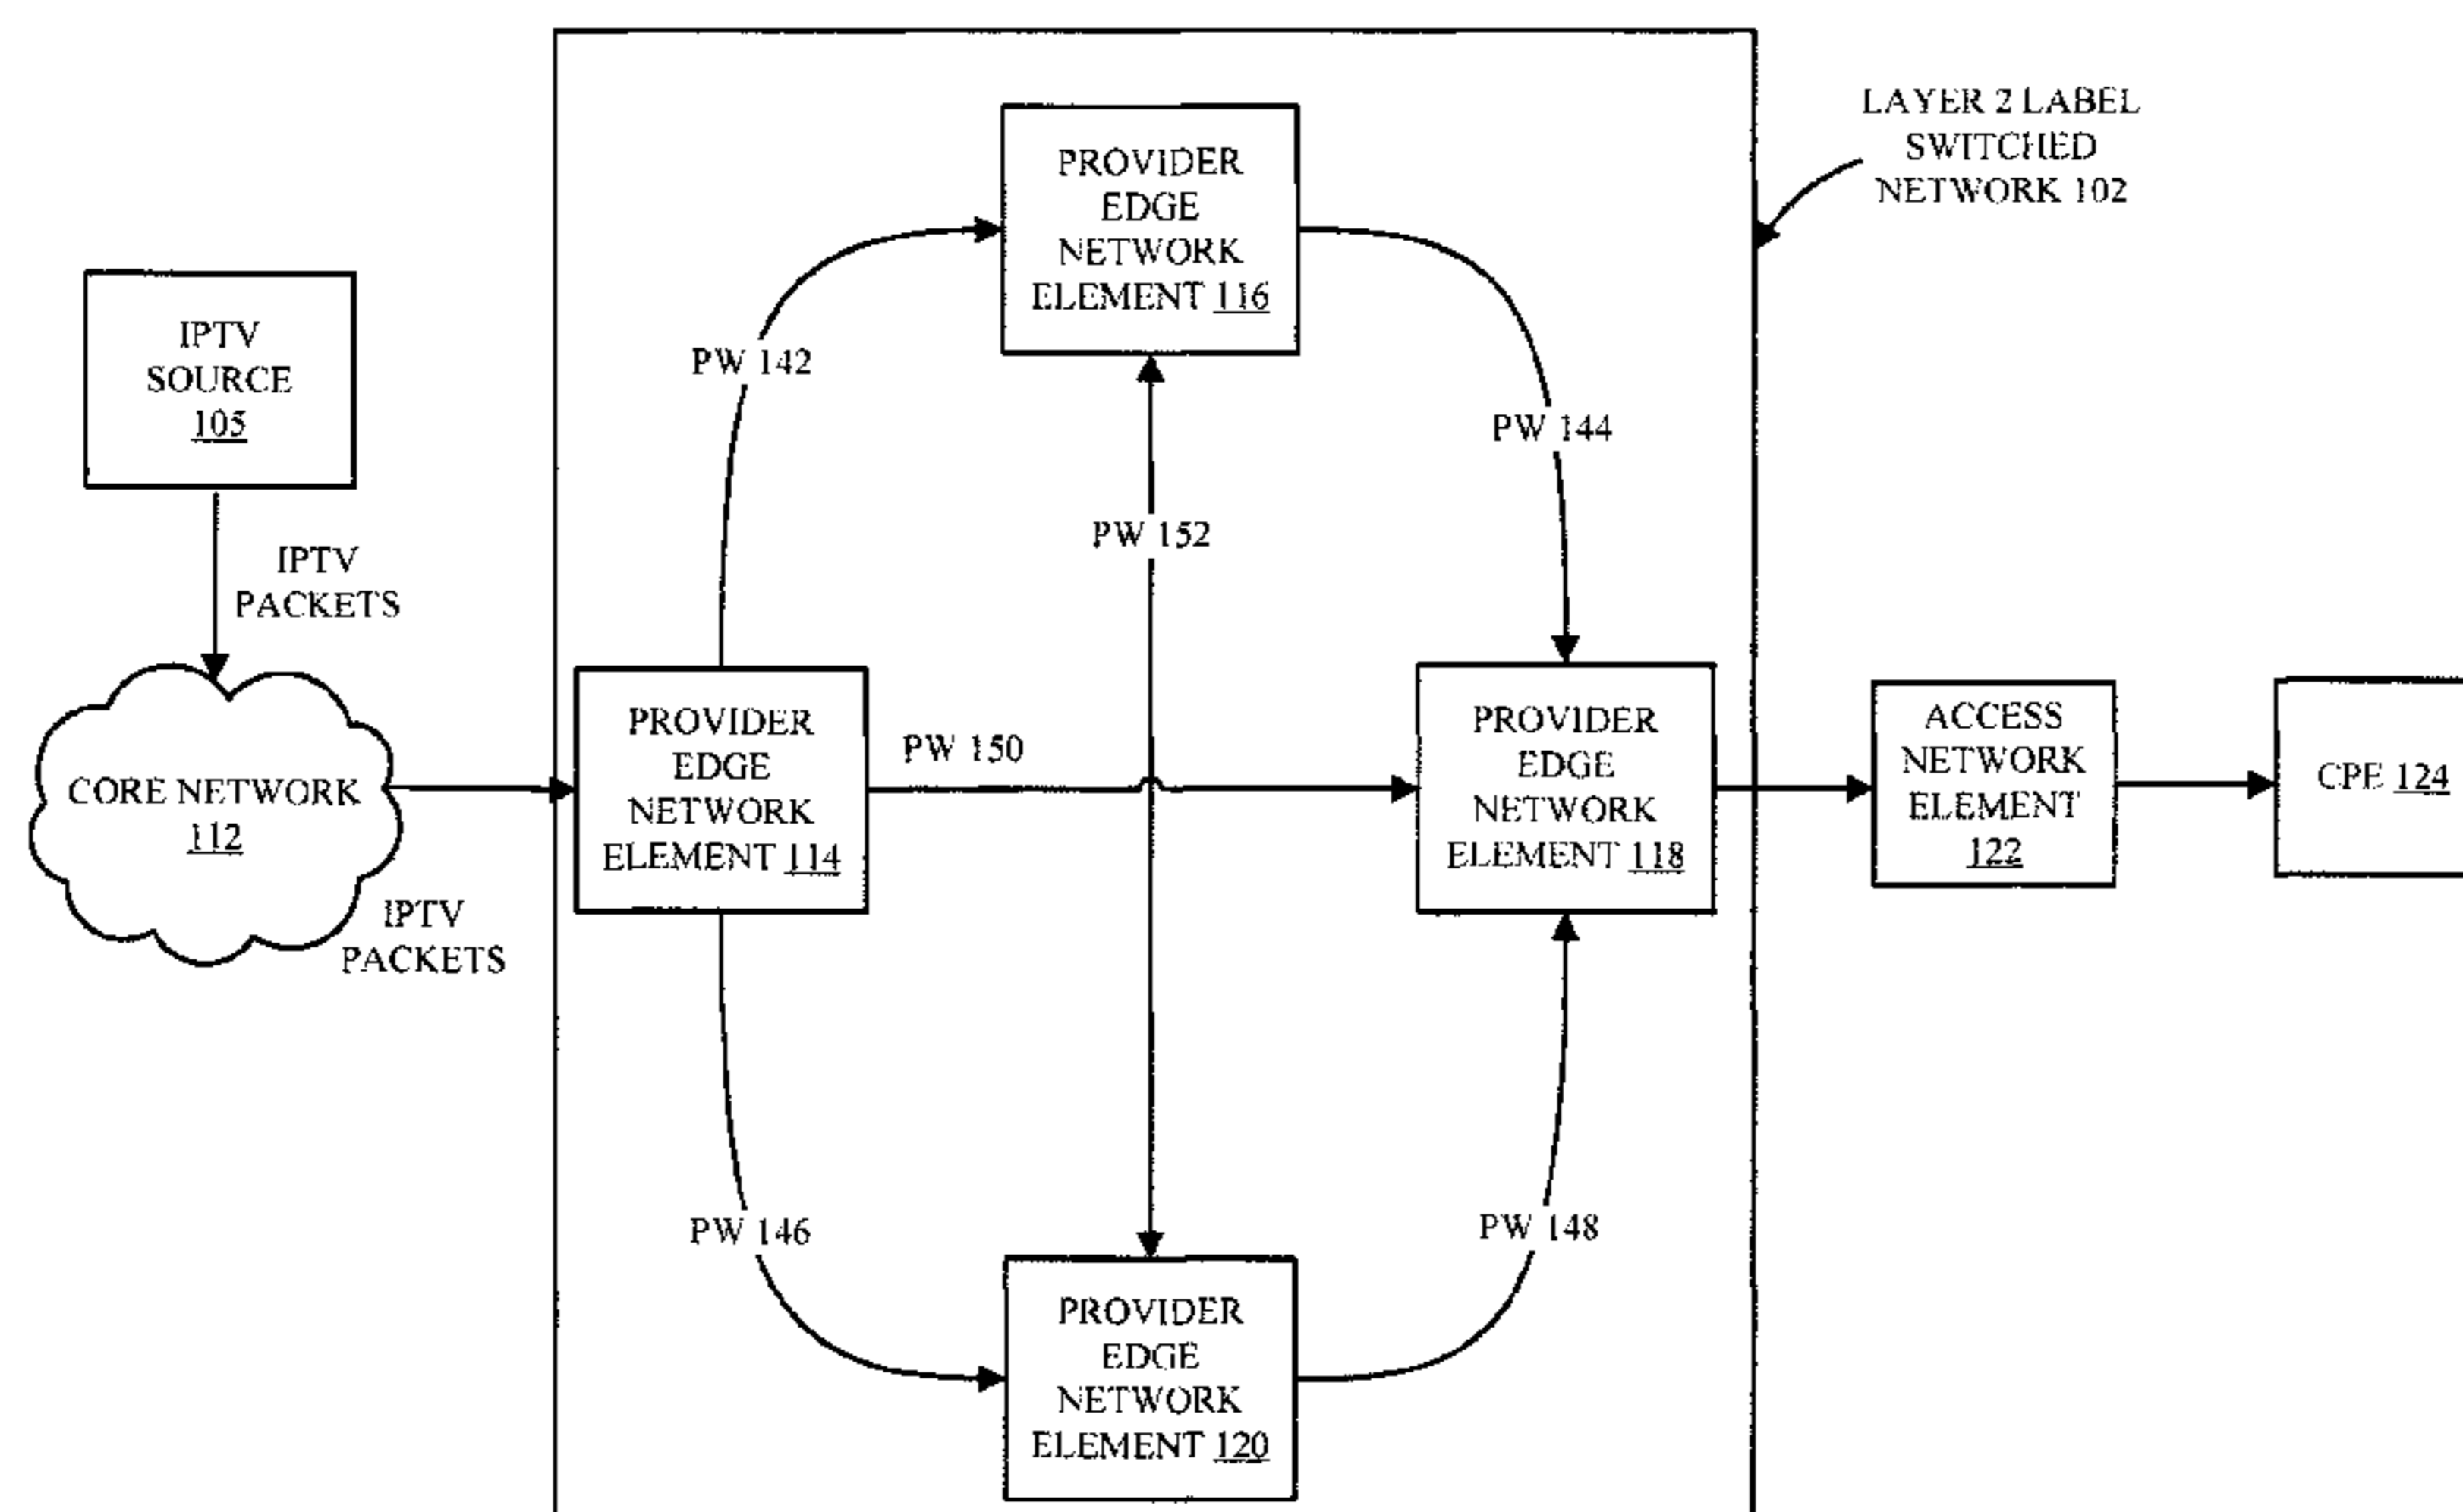 LAYER 2 LABEL
SWITCHED
NETWORK 102
PROVIDER
EDGE
NETWORK
ELEMENT 116
IPTV
SOURCE
105
PW 142
PW 144
PW 152
IPTV
PACKETS
CORE NETWORK
112
IPTV
PACKETS
PROVIDER
EDGE
NETWORK
ELEMENT 114
PW 150
PROVIDER
EDGE
NETWORK
ELEMENT 118
ACCESS
NETWORK
ELEMENT
122
CPE 124
PW 146
PW 148
PROVIDER
EDGE
NETWORK
ELEMENT 120